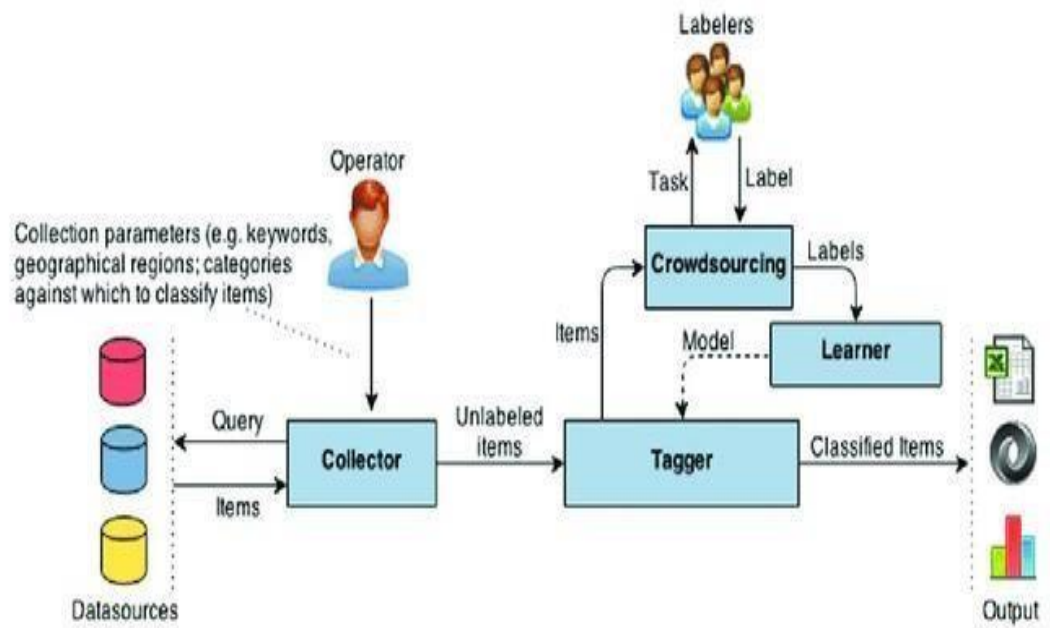 Labelers
Operator
Task
Label
Collection parameters (e.g. keywords,
geographical regions; categories
against which to classify items)
Crowdsourcing
Labels
Items
Model
Learner
Query
Unlabeled
items
Collector
Tagger
Classified Items
Items
Datasources
Output